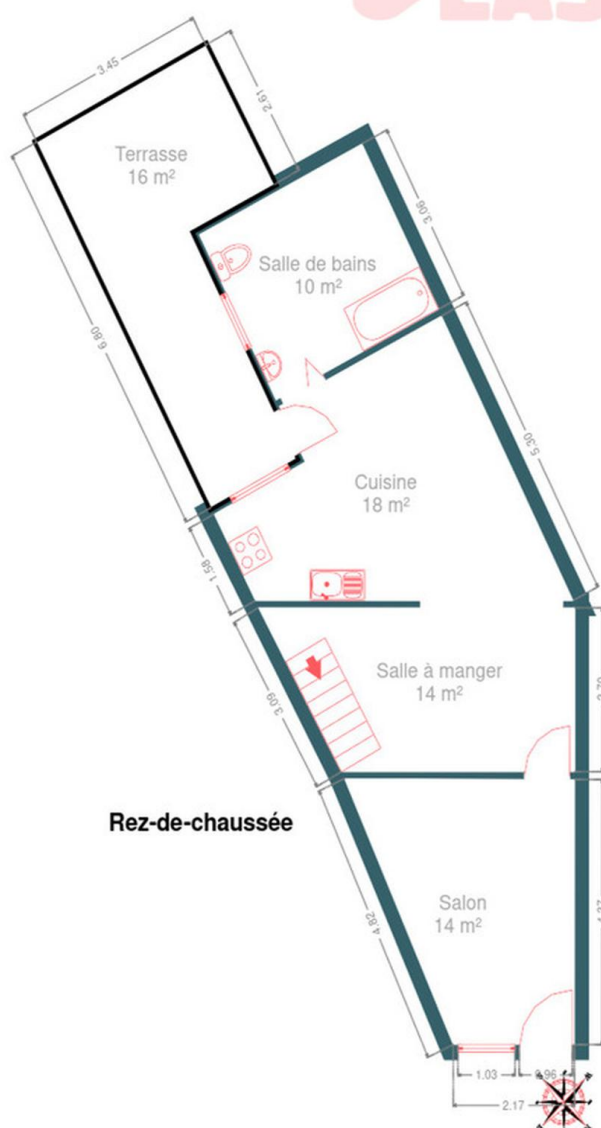 3.45
2.61
Terrasse
16 m²
3.06
Salle de bains
10 m²
6.80
5.30
Cuisine
18 m²
1.58
Salle à manger
14 m²
3.09
Rez-de-chaussée
Salon
14 m²
4.82
1.03
0.96
2.17